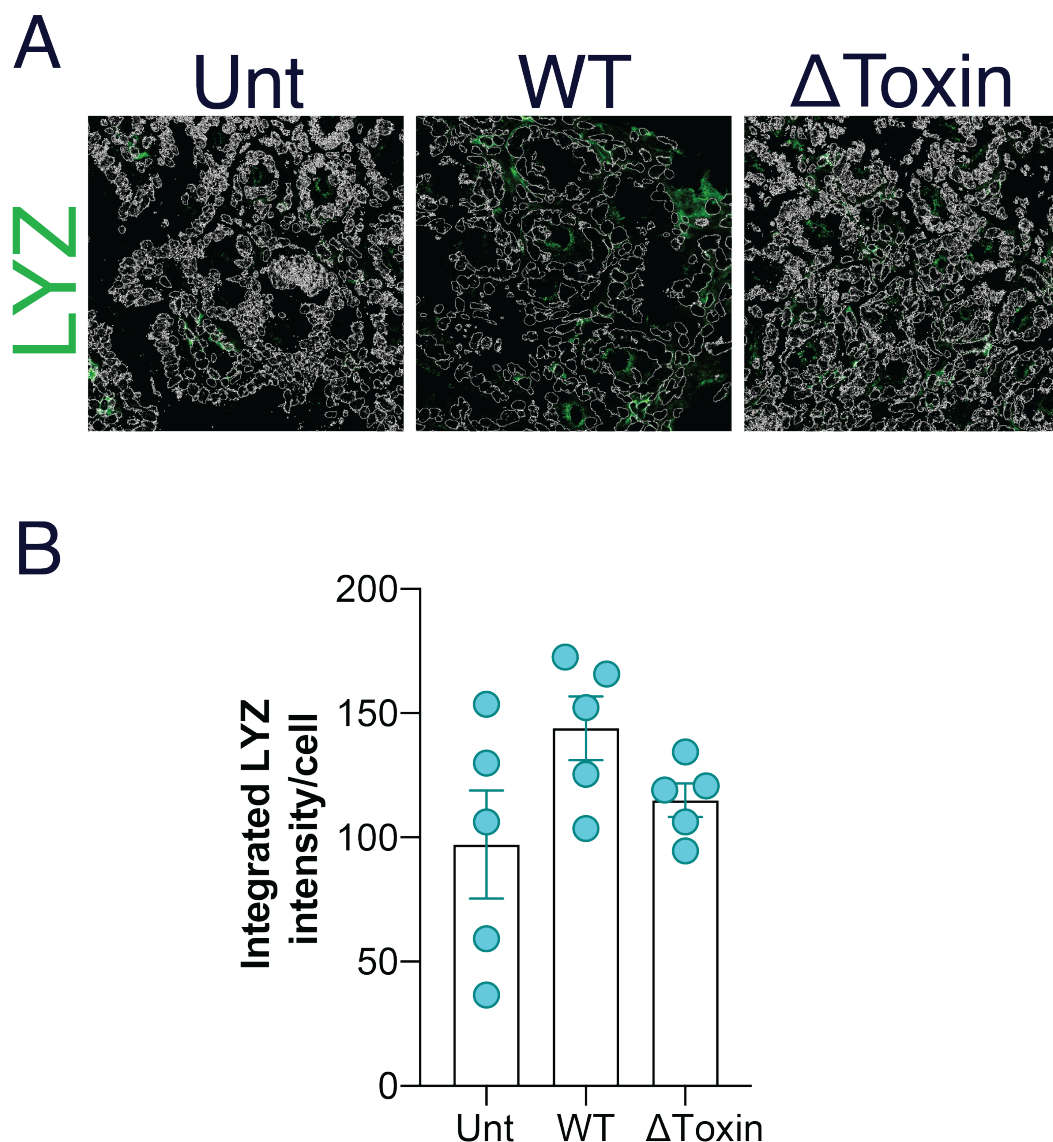 A
Unt
WT
ΔToxin
LYZ
B
Integrated LYZ
intensity/cell
200
150
100
50
0
Unt
WT
ΔToxin